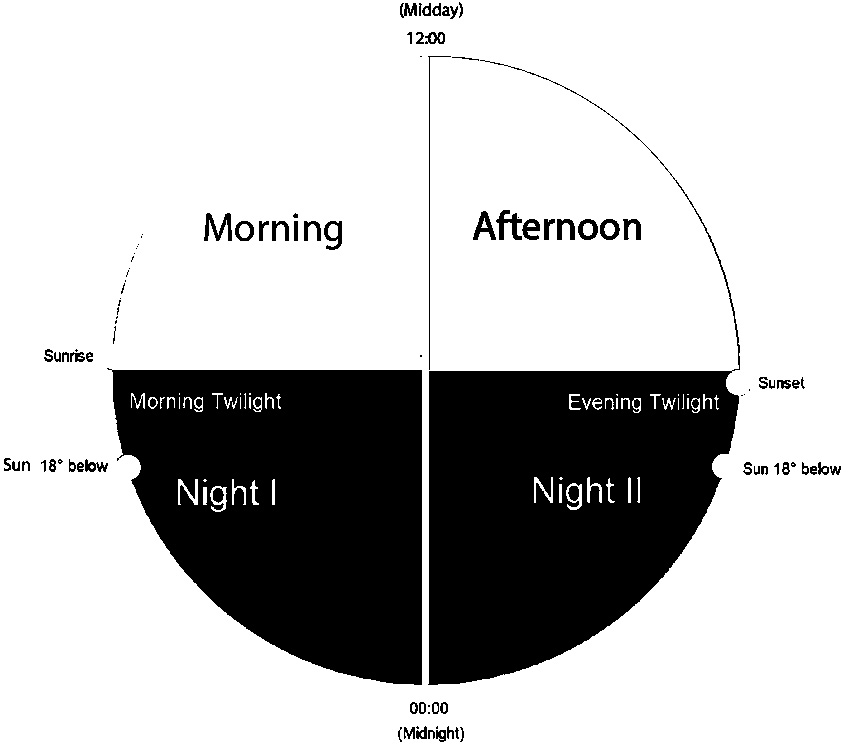 (Midday)
12:00
Morning
Afternoon
Sunrise
Sunset
Morning Twilight
Evening Twilight
Sun 18° below
Sun 18° below
Night I
Night II
00:00
(Midnight)